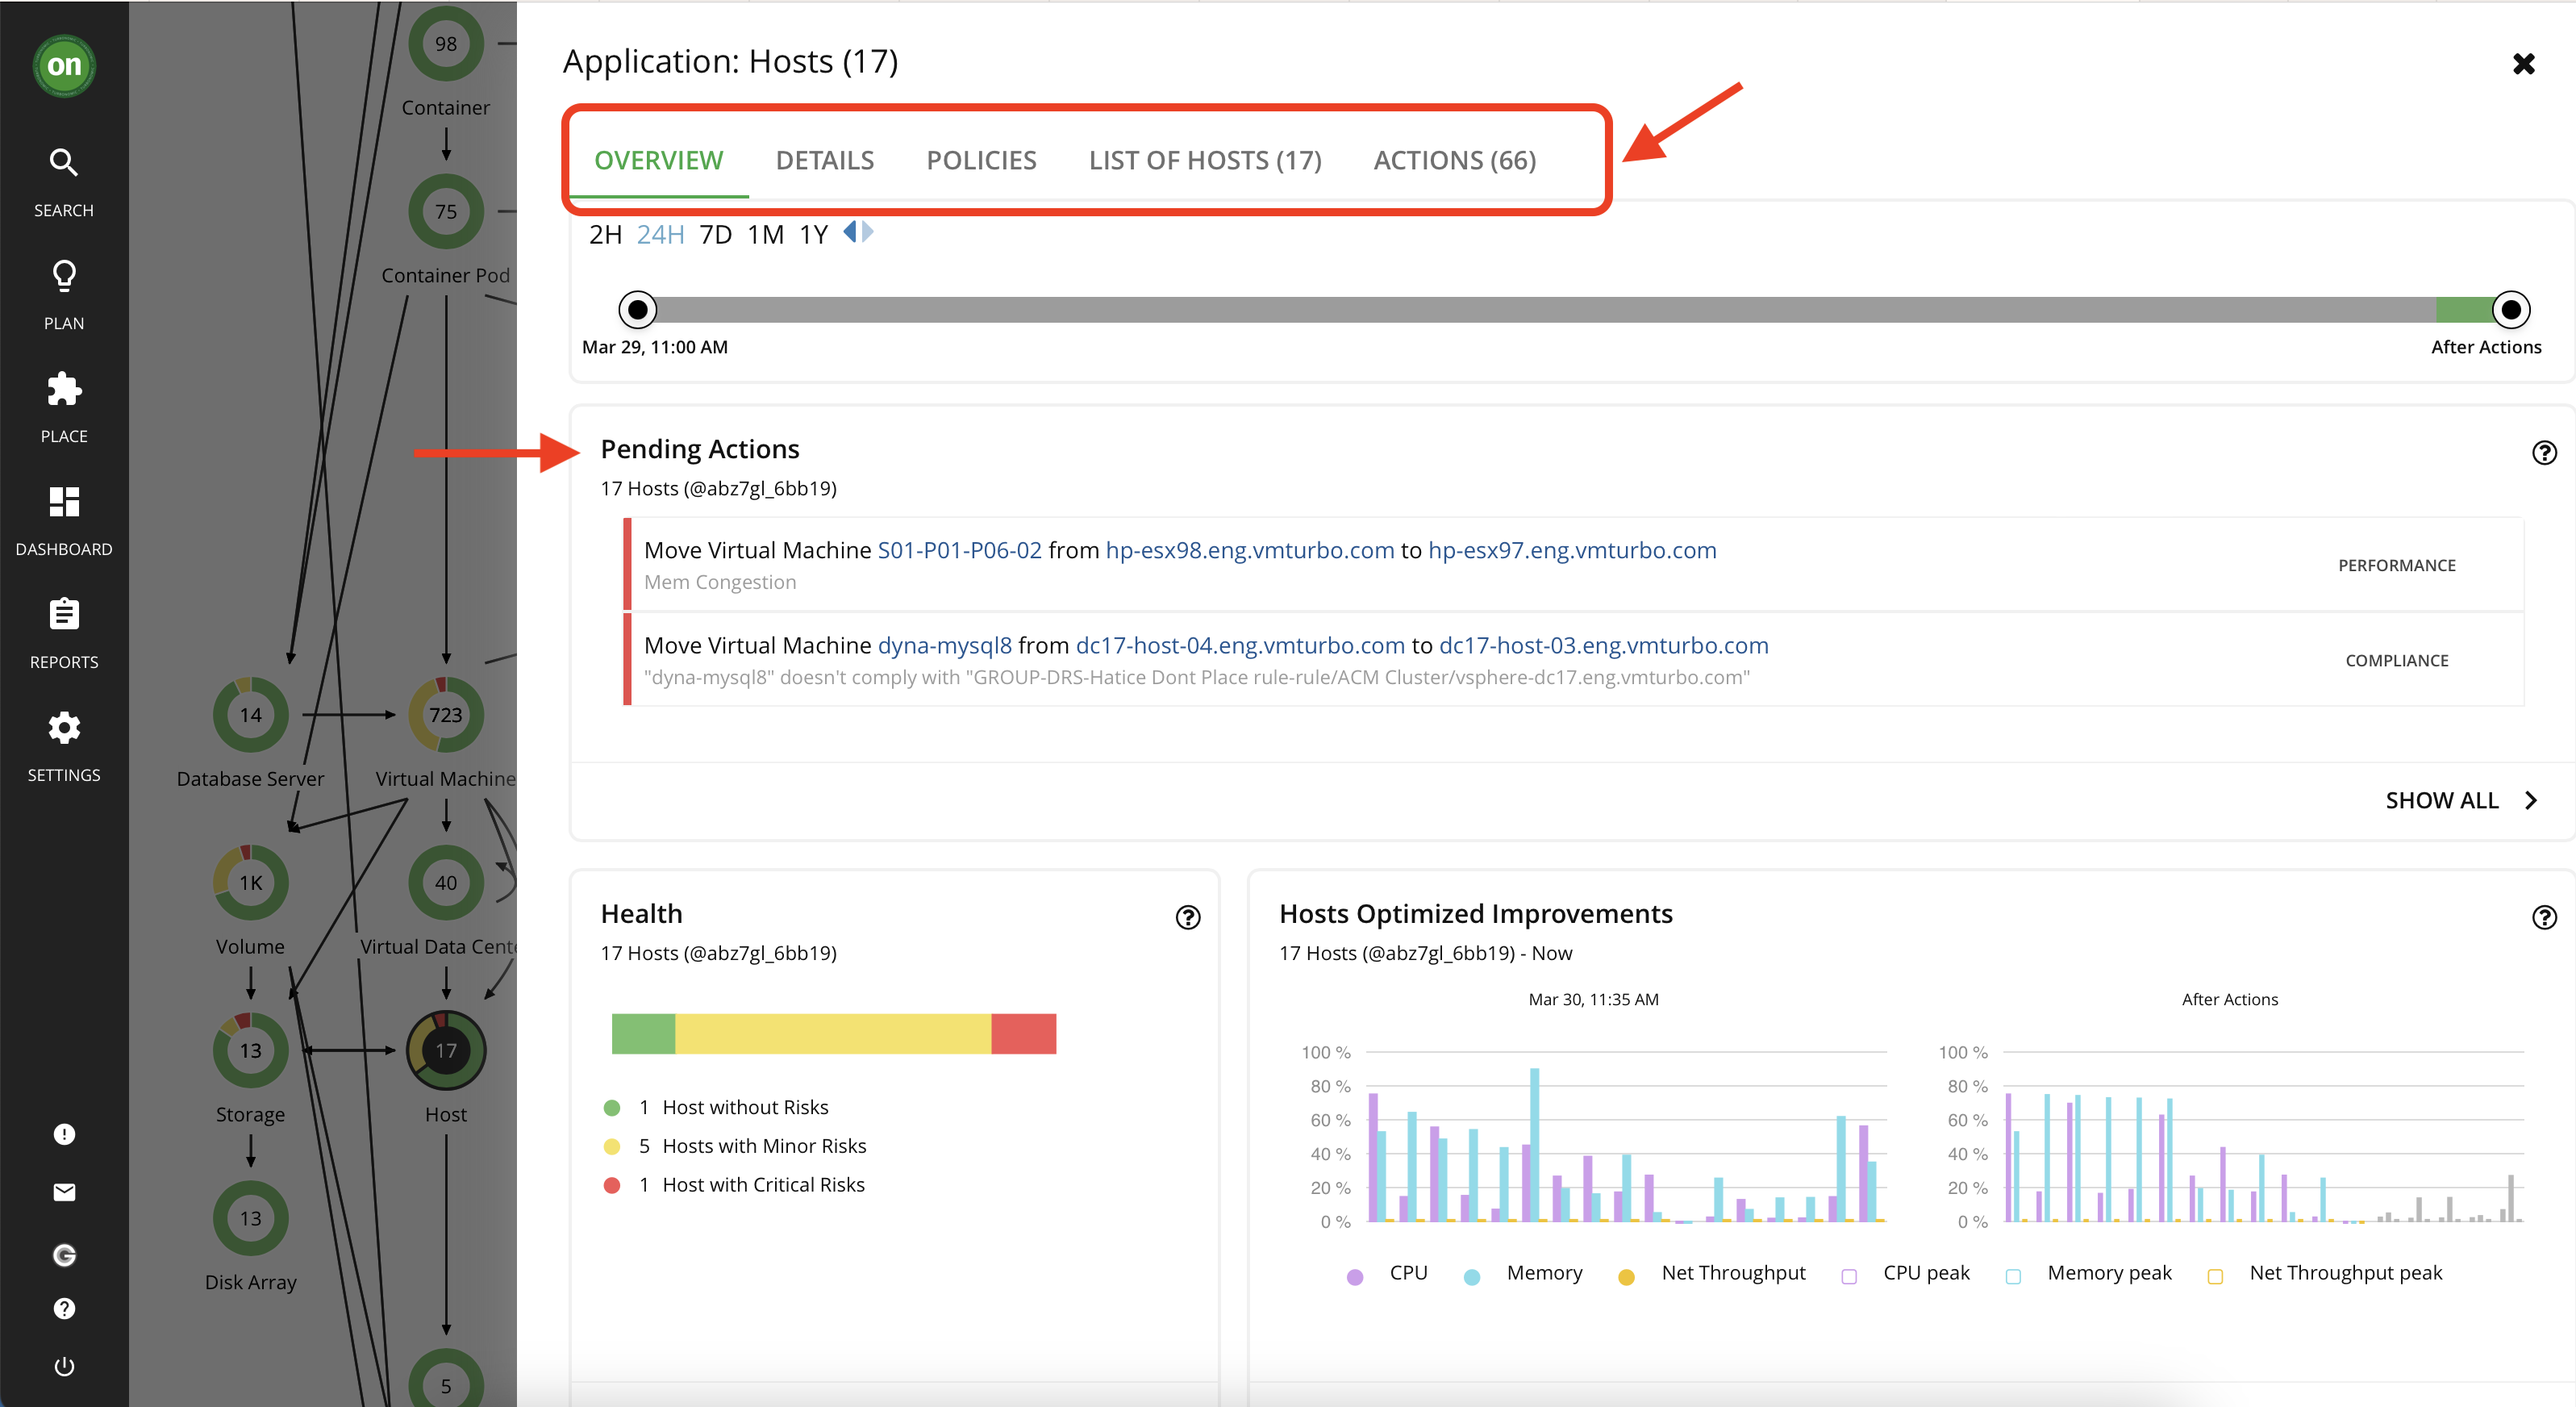 on
SEARCH
PLAN
PLACE
DASHBOARD
REPORTS
SETTINGS
98
Container
75
Container Pod
14
Database Server
723
Virtual Machine
1K
Volume
40
Virtual Data Cente
13
Storage
17
Host
13
Disk Array
5
Application: Hosts (17)
OVERVIEW DETAILS POLICIES LIST OF HOSTS (17) ACTIONS (66)
2H 24H 7D 1M 1Y
Mar 29, 11:00 AM After Actions
Pending Actions
17 Hosts (@abz7gl_6bb19)
Move Virtual Machine S01-P01-P06-02 from hp-esx98.eng.vmturbo.com to hp-esx97.eng.vmturbo.com
Mem Congestion
PERFORMANCE
Move Virtual Machine dyna-mysql8 from dc17-host-04.eng.vmturbo.com to dc17-host-03.eng.vmturbo.com
"dyna-mysql8" doesn't comply with "GROUP-DRS-Hatice Dont Place rule-rule/ACM Cluster/vsphere-dc17.eng.vmturbo.com"
COMPLIANCE
SHOW ALL
Health
17 Hosts (@abz7gl_6bb19)
1 Host without Risks
5 Hosts with Minor Risks
1 Host with Critical Risks
Hosts Optimized Improvements
17 Hosts (@abz7gl_6bb19) - Now
Mar 30, 11:35 AM
100 %
80 %
60 %
40 %
20 %
0 %
After Actions
100 %
80 %
60 %
40 %
20 %
0 %
CPU Memory Net Throughput CPU peak Memory peak Net Throughput peak